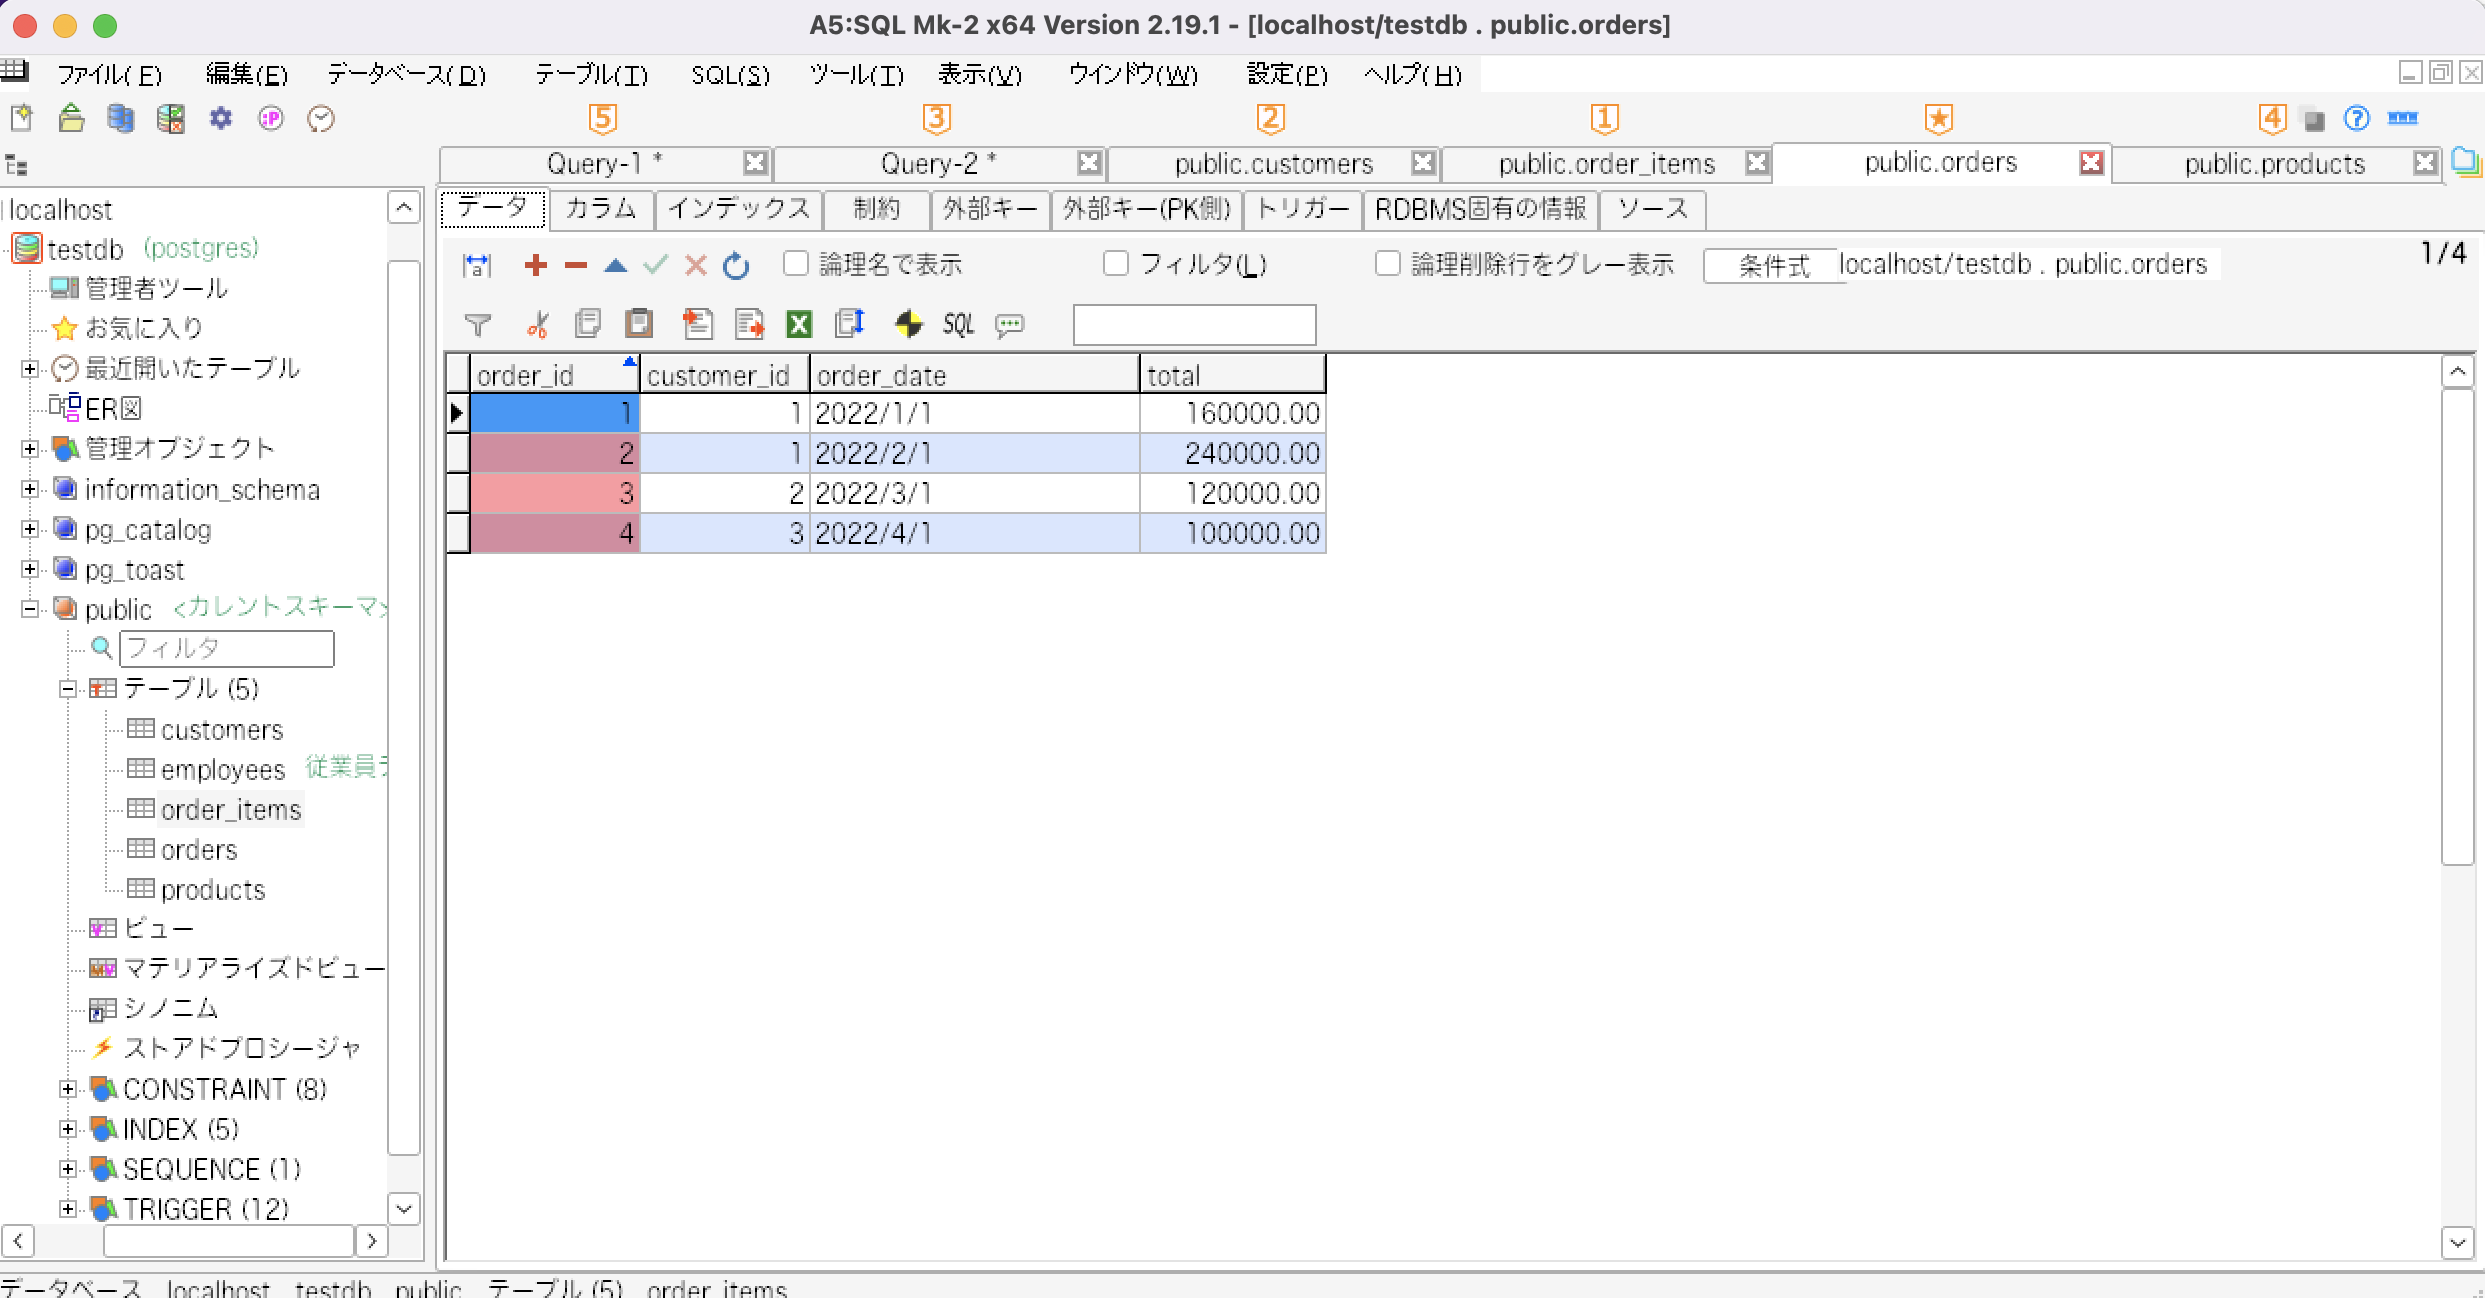 A5:SQL Mk-2 x64 Version 2.19.1 - [localhost/testdb . public.orders]
ファイル(F) 編集(E) データベース(D) テーブル(T) SQL(S) ツール(T) 表示(V) ウインドウ(W) 設定(P) ヘルプ(H)
:P 5 3 2 1 4 ?
Query-1 * Query-2 * public.customers public.order_items public.orders public.products
データ カラム インデックス 制約 外部キー 外部キー(PK側) トリガー RDBMS固有の情報 ソース
a 論理名で表示 フィルタ(L) 論理削除行をグレー表示 条件式 localhost/testdb . public.orders 1/4
SQL
order_id customer_id order_date total
1 1 2022/1/1 160000.00
2 1 2022/2/1 240000.00
3 2 2022/3/1 120000.00
4 3 2022/4/1 100000.00
localhost
testdb (postgres)
管理者ツール
お気に入り
最近開いたテーブル
ER図
管理オブジェクト
information_schema
pg_catalog
pg_toast
public <カレントスキーマ>
フィルタ
テーブル (5)
customers
employees 従業員
order_items
orders
products
ビュー
マテリアライズドビュー
シノニム
ストアドプロシージャ
CONSTRAINT (8)
INDEX (5)
SEQUENCE (1)
TRIGGER (12)
データベース localhost testdb public テーブル (5) order_items